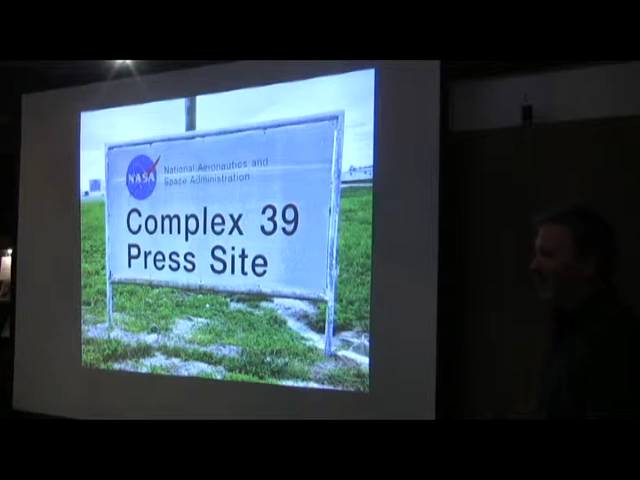 NASA
National Aeronautics and
Space Administration
Complex 39
Press Site